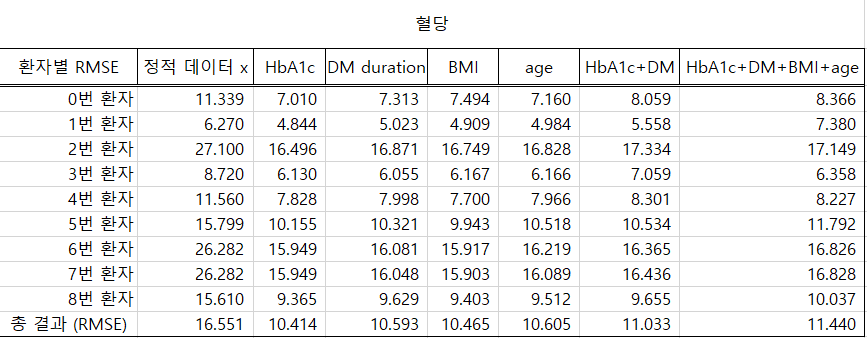 혈당
환자별 RMSE 정적 데이터 x HbA1c DM duration BMI age HbA1c+DM HbA1c+DM+BMI+age
0번 환자 11.339 7.010 7.313 7.494 7.160 8.059 8.366
1번 환자 6.270 4.844 5.023 4.909 4.984 5.558 7.380
2번 환자 27.100 16.496 16.871 16.749 16.828 17.334 17.149
3번 환자 8.720 6.130 6.055 6.167 6.166 7.059 6.358
4번 환자 11.560 7.828 7.998 7.700 7.966 8.301 8.227
5번 환자 15.799 10.155 10.321 9.943 10.518 10.534 11.792
6번 환자 26.282 15.949 16.081 15.917 16.219 16.365 16.826
7번 환자 26.282 15.949 16.048 15.903 16.089 16.436 16.828
8번 환자 15.610 9.365 9.629 9.403 9.512 9.655 10.037
총 결과 (RMSE) 16.551 10.414 10.593 10.465 10.605 11.033 11.440